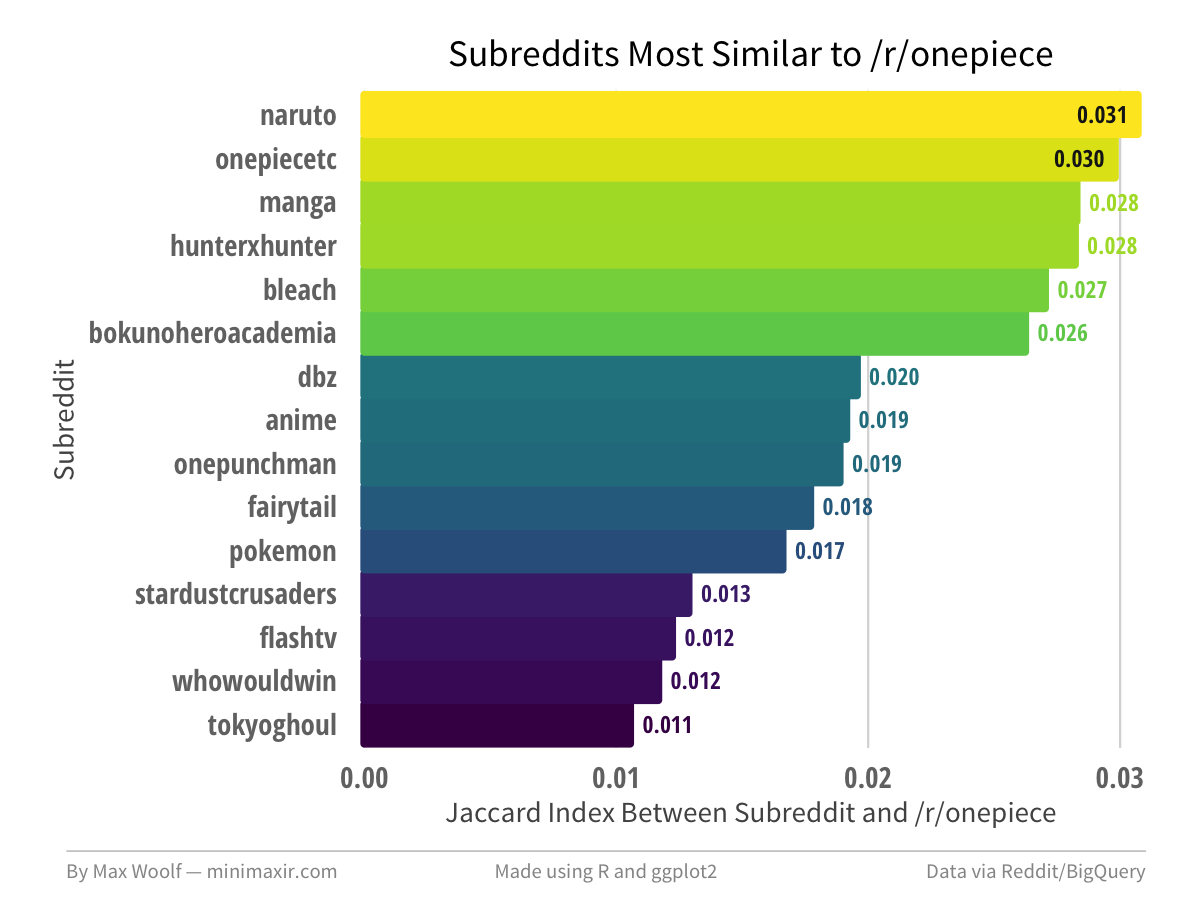 Subreddits Most Similar to /r/onepiece
naruto 0.031
onepiecetc 0.030
manga 0.028
hunterxhunter 0.028
bleach 0.027
bokunoheroacademia 0.026
dbz 0.020
anime 0.019
onepunchman 0.019
fairytail 0.018
pokemon 0.017
stardustcrusaders 0.013
flashtv 0.012
whowouldwin 0.012
tokyoghoul 0.011
Subreddit
0.00 0.01 0.02 0.03
Jaccard Index Between Subreddit and /r/onepiece
By Max Woolf — minimaxir.com Made using R and ggplot2 Data via Reddit/BigQuery